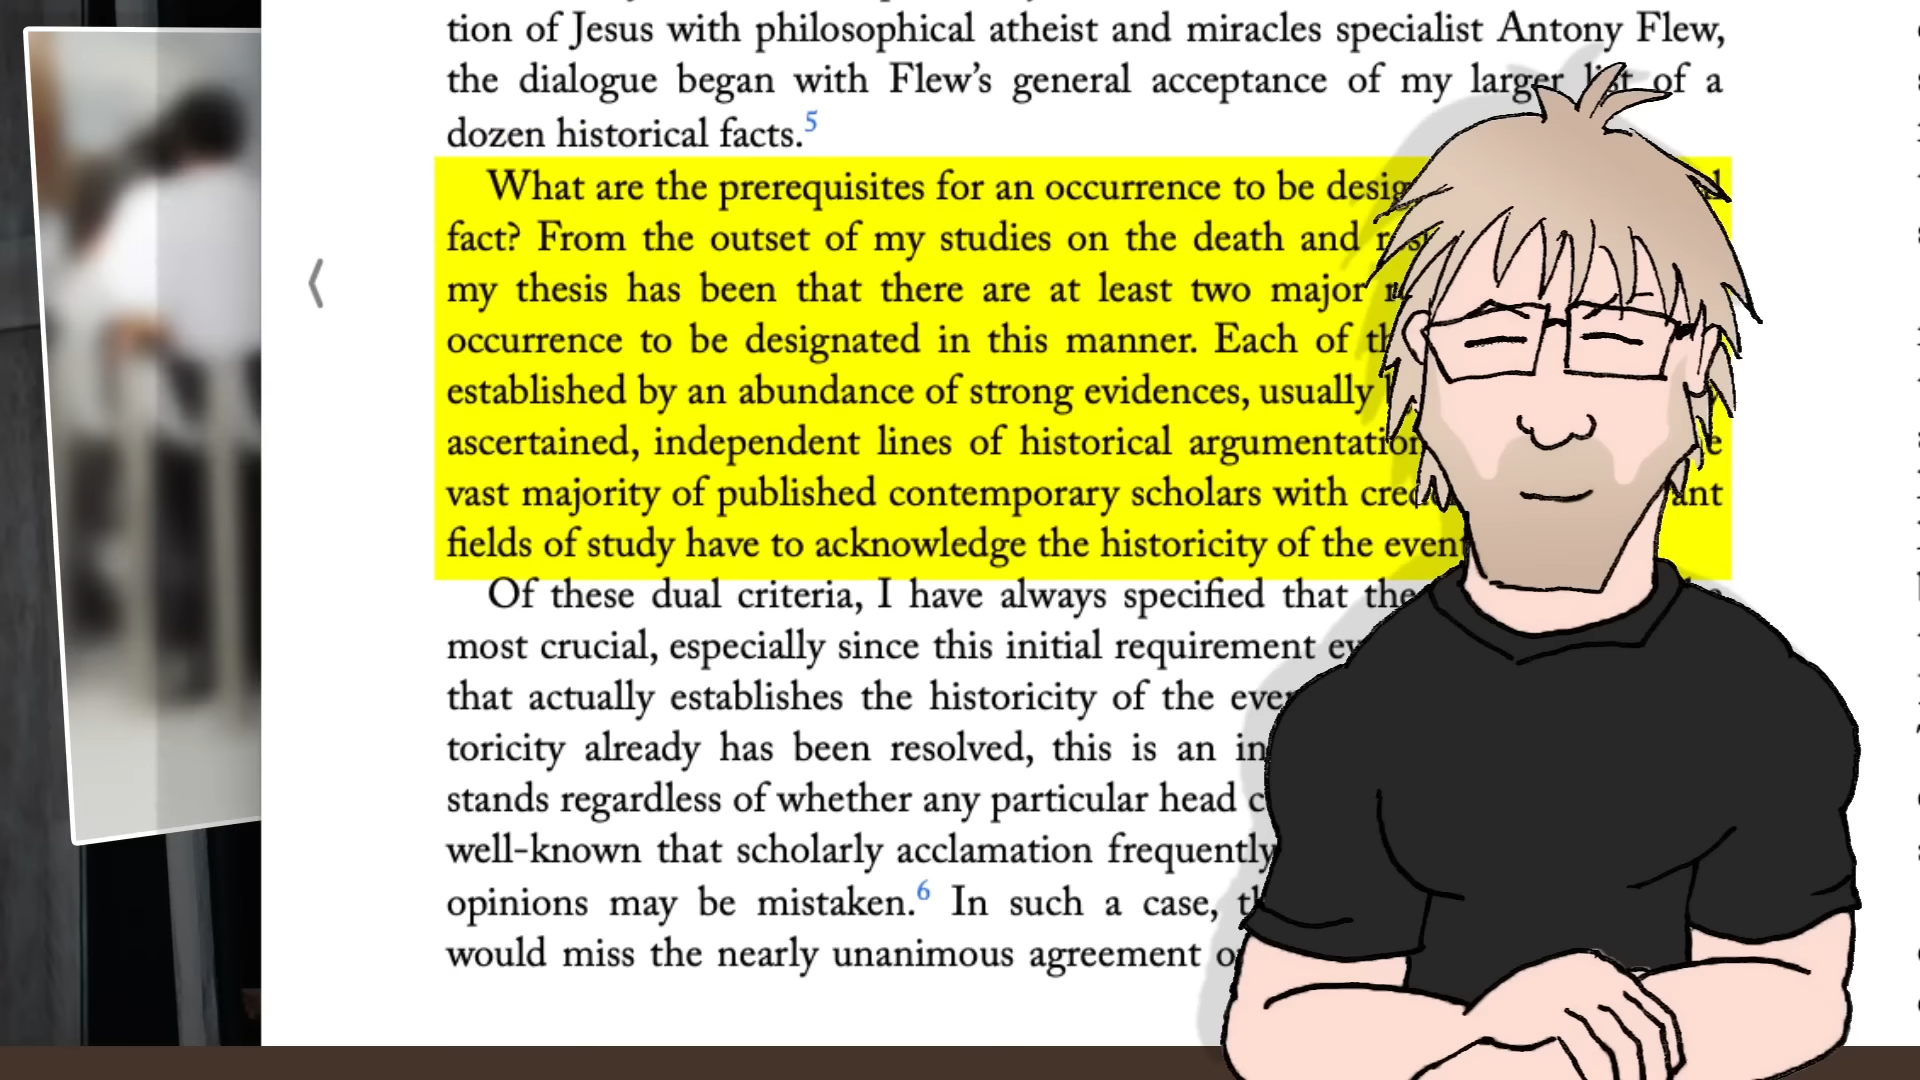 tion of Jesus with philosophical atheist and miracles specialist Antony Flew,
the dialogue began with Flew’s general acceptance of my larger list of a
dozen historical facts.5
What are the prerequisites for an occurrence to be
fact? From the outset of my studies on the death and
my thesis has been that there are at least two major
occurrence to be designated in this manner. Each of
established by an abundance of strong evidences, usually
ascertained, independent lines of historical argumentation
vast majority of published contemporary scholars with
fields of study have to acknowledge the historicity of the event
Of these dual criteria, I have always specified that the
most crucial, especially since this initial requirement
that actually establishes the historicity of the
toricity already has been resolved, this is an
stands regardless of whether any particular head
well-known that scholarly acclamation frequently
opinions may be mistaken.6 In such a case,
would miss the nearly unanimous agreement